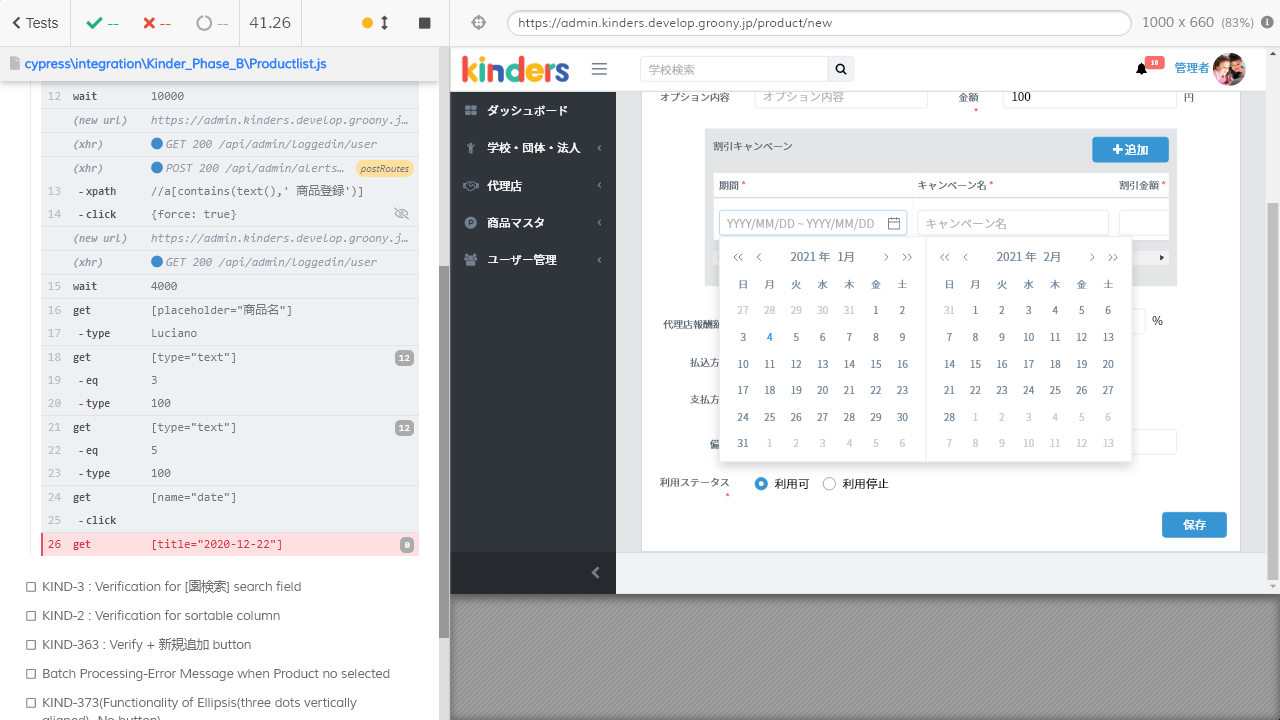 Tests
--
--
--
41.26
https://admin.kinders.develop.groony.jp/product/new
1000 x 660 (83%)
cypress\integration\Kinder_Phase_B\Productlist.js
12 wait 10000
(new url) https://admin.kinders.develop.groony.j…
(xhr) GET 200 /api/admin/loggedin/user
(xhr) POST 200 /api/admin/alerts… postRoutes
13 -xpath //a[contains(text(),' 商品登録')]
14 -click {force: true}
(new url) https://admin.kinders.develop.groony.j…
(xhr) GET 200 /api/admin/loggedin/user
15 wait 4000
16 get [placeholder="商品名"]
17 -type Luciano
18 get [type="text"] 12
19 -eq 3
20 -type 100
21 get [type="text"] 12
22 -eq 5
23 -type 100
24 get [name="date"]
25 -click
26 get [title="2020-12-22"] 0
KIND-3 : Verification for [園検索] search field
KIND-2 : Verification for sortable column
KIND-363 : Verify + 新規追加 button
Batch Processing-Error Message when Product no selected
KIND-373(Functionality of Ellipsis(three dots vertically
aligned)- No button)
kinders
学校検索
10
管理者
ダッシュボード
学校・団体・法人
代理店
商品マスタ
ユーザー管理
オプション内容 オプション内容 金額 * 100 円
割引キャンペーン
追加
期間 * キャンペーン名 * 割引金額 *
YYYY/MM/DD ~ YYYY/MM/DD キャンペーン名
2021 年 1月
日 月 火 水 木 金 土
27 28 29 30 31 1 2
3 4 5 6 7 8 9
10 11 12 13 14 15 16
17 18 19 20 21 22 23
24 25 26 27 28 29 30
31 1 2 3 4 5 6
2021 年 2月
日 月 火 水 木 金 土
31 1 2 3 4 5 6
7 8 9 10 11 12 13
14 15 16 17 18 19 20
21 22 23 24 25 26 27
28 1 2 3 4 5 6
7 8 9 10 11 12 13
代理店報酬
%
払込方
支払方
備
利用ステータス *
利用可
利用停止
保存